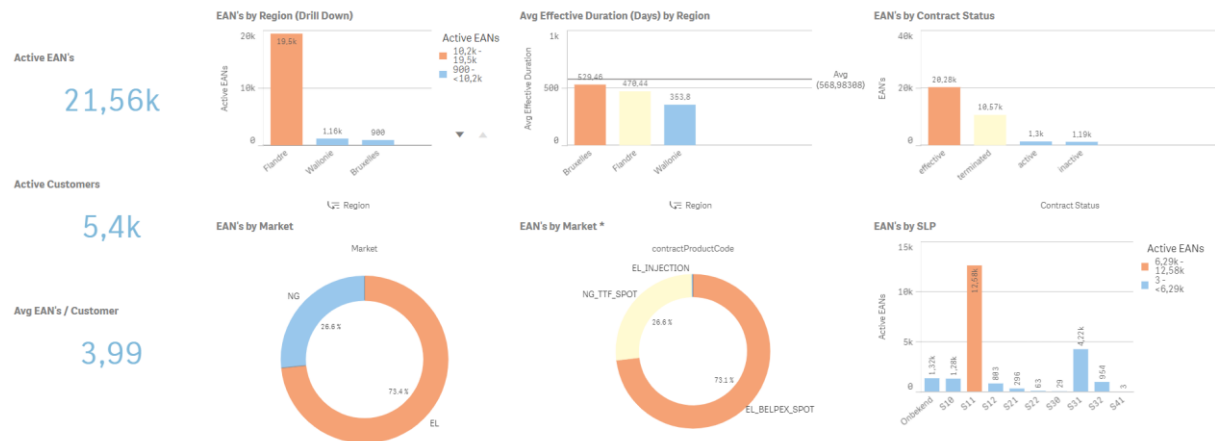 Active EAN's
21,56k
Active Customers
5,4k
Avg EAN's / Customer
3,99
EAN's by Region (Drill Down)
Active EANs
20k
10k
0
19,5k
1,16k
900
Flandre
Wallonie
Bruxelles
Region
Active EANs
10,2k -
19,5k
900 -
<10,2k
Avg Effective Duration (Days) by Region
Avg Effective Duration
1k
500
0
529,46
470,44
353,8
Avg
(568,98308)
Bruxelles
Flandre
Wallonie
Region
EAN's by Contract Status
EAN's
40k
20k
0
20,28k
10,57k
1,3k
1,19k
effective
terminated
active
inactive
Contract Status
EAN's by Market
Market
NG
26.6 %
73.4 %
EL
EAN's by Market *
contractProductCode
EL_INJECTION
NG_TTF_SPOT
26.6 %
73.1 %
EL_BELPEX_SPOT
EAN's by SLP
Active EANs
15k
10k
5k
0
1,32k
1,28k
12,58k
803
296
63
29
4,22k
954
3
Onbekend
S10
S11
S12
S21
S22
S30
S31
S32
S41
Active EANs
6,29k -
12,58k
3 -
<6,29k